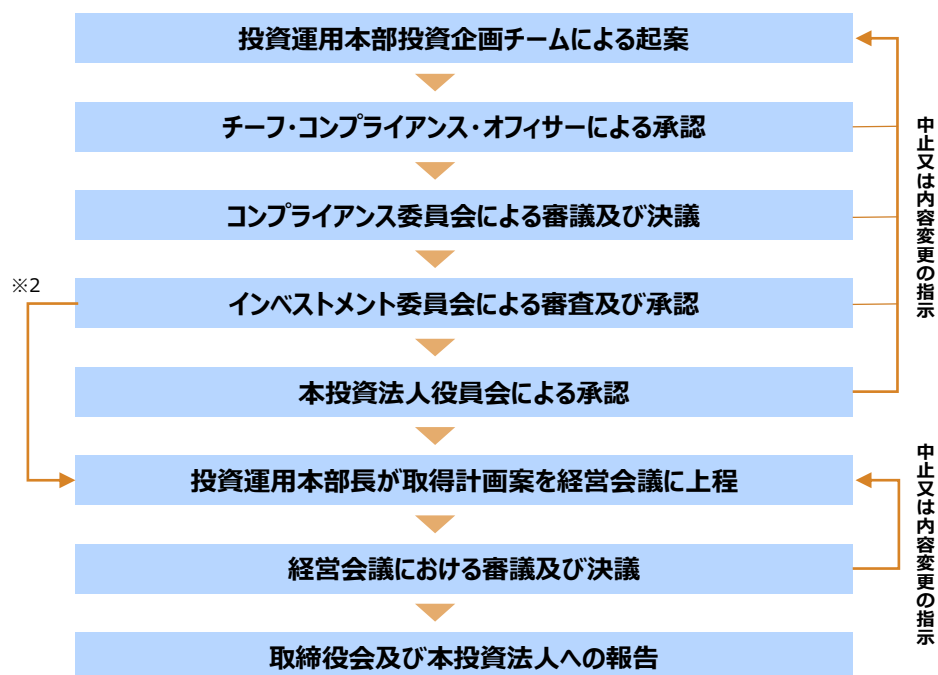 投資運用本部投資企画チームによる起案
チーフ・コンプライアンス・オフィサーによる承認
コンプライアンス委員会による審議及び決議
※2
インベストメント委員会による審査及び承認
本投資法人役員会による承認
中止又は内容変更の指示
投資運用本部長が取得計画案を経営会議に上程
経営会議における審議及び決議
中止又は内容変更の指示
取締役会及び本投資法人への報告